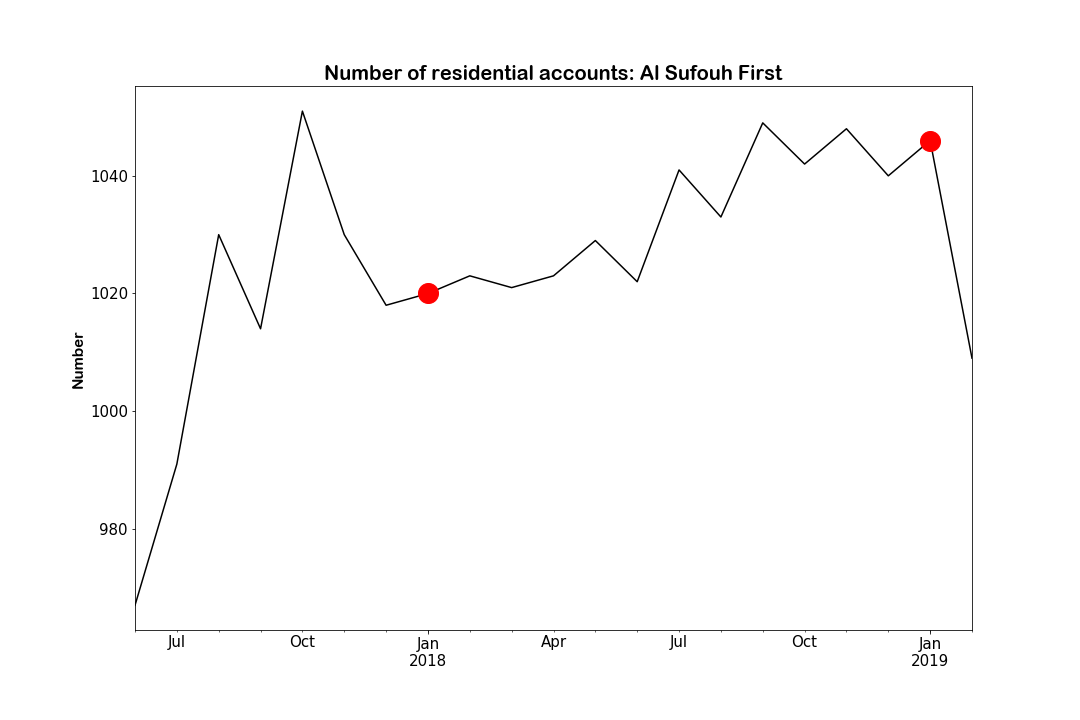 Number of residential accounts: Al Sufouh First
Number
1040
1020
1000
980
Jul
Oct
Jan
2018
Apr
Jul
Oct
Jan
2019